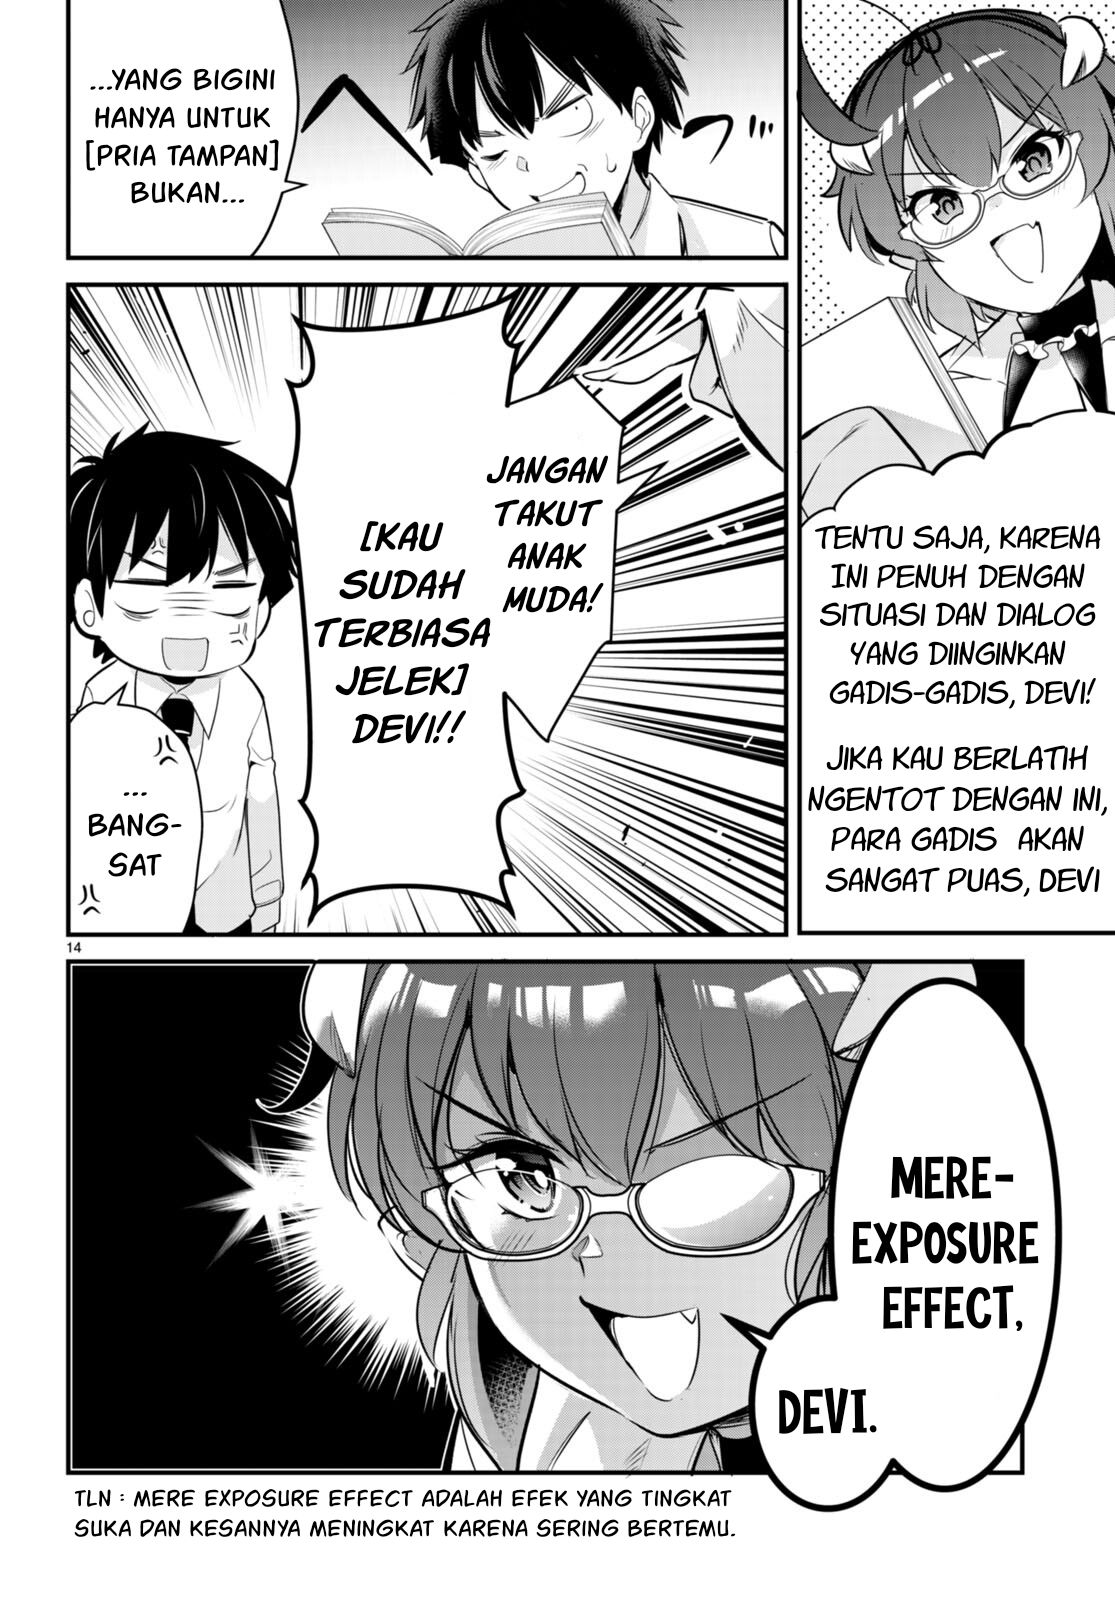 TENTU SAJA, KARENA
INI PENUH DENGAN
SITUASI DAN DIALOG
YANG DIINGINKAN
GADIS-GADIS, DEVI!
JIKA KAU BERLATIH
NGENTOT DENGAN INI,
PARA GADIS AKAN
SANGAT PUAS, DEVI
...YANG BIGINI
HANYA UNTUK
[PRIA TAMPAN]
BUKAN...
JANGAN
TAKUT
ANAK
MUDA!
[KAU
SUDAH
TERBIASA
JELEK]
DEVI!!
...
BANG-
SAT
14
MERE-
EXPOSURE
EFFECT,
DEVI.
TLN : MERE EXPOSURE EFFECT ADALAH EFEK YANG TINGKAT
SUKA DAN KESANNYA MENINGKAT KARENA SERING BERTEMU.